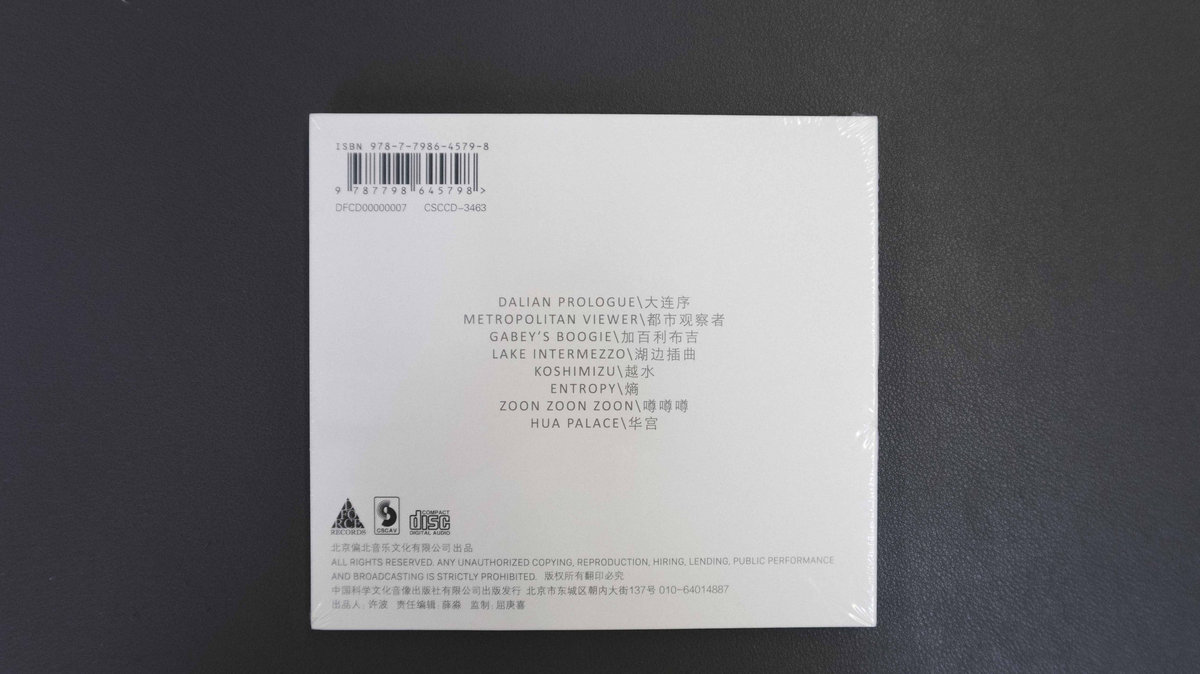 ISBN 978-7-7986-4579-8
9 787798 645798 >
DFCD00000007 CSCCD-3463
DALIAN PROLOGUE\大连序
METROPOLITAN VIEWER\都市观察者
GABEY'S BOOGIE\加百利布吉
LAKE INTERMEZZO\湖边插曲
KOSHIMIZU\越水
ENTROPY\熵
ZOON ZOON ZOON\噂噂噂
HUA PALACE\华宫
RECORDS
CSCAV
COMPACT
disc
DIGITAL AUDIO
北京偏北音乐文化有限公司出品
ALL RIGHTS RESERVED. ANY UNAUTHORIZED COPYING, REPRODUCTION, HIRING, LENDING, PUBLIC PERFORMANCE
AND BROADCASTING IS STRICTLY PROHIBITED. 版权所有翻印必究
中国科学文化音像出版社有限公司出版发行 北京市东城区朝内大街137号 010-64014887
出品人: 许波 责任编辑: 薛淼 监制: 屈庚喜